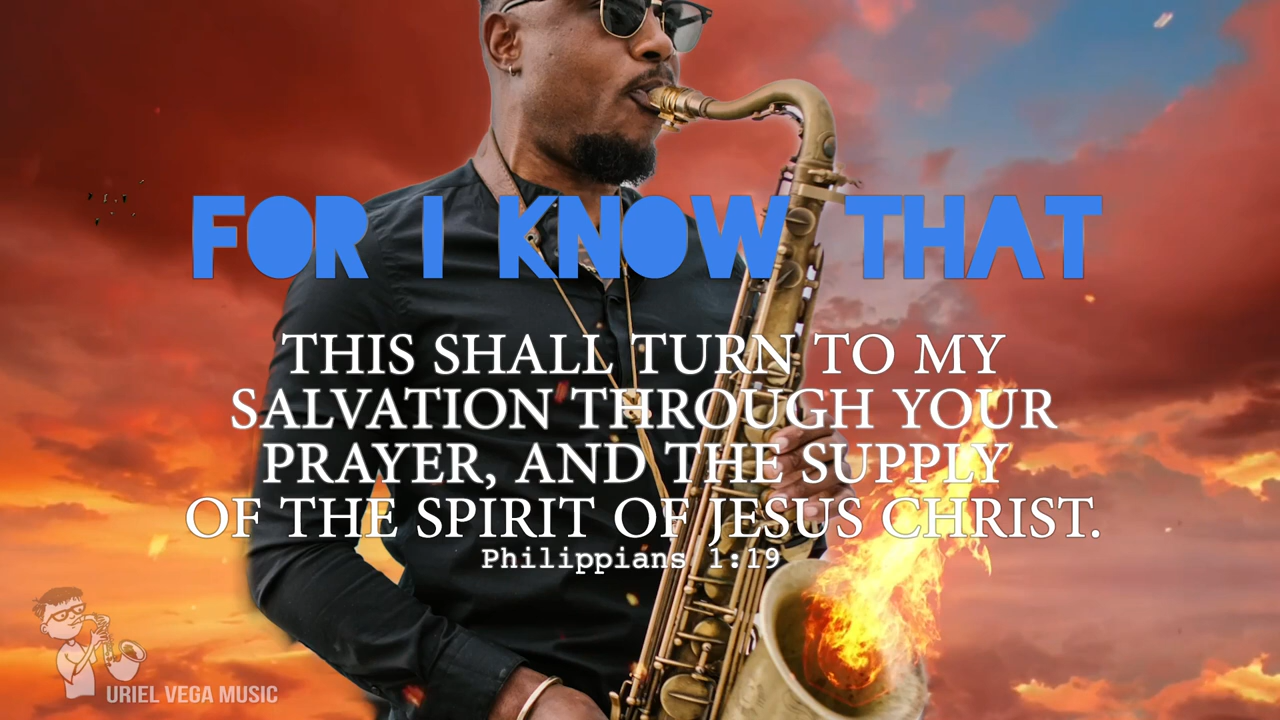 FOR I KNOW THAT
THIS SHALL TURN TO MY
SALVATION THROUGH YOUR
PRAYER, AND THE SUPPLY
OF THE SPIRIT OF JESUS CHRIST.
Philippians 1:19
URIEL VEGA MUSIC